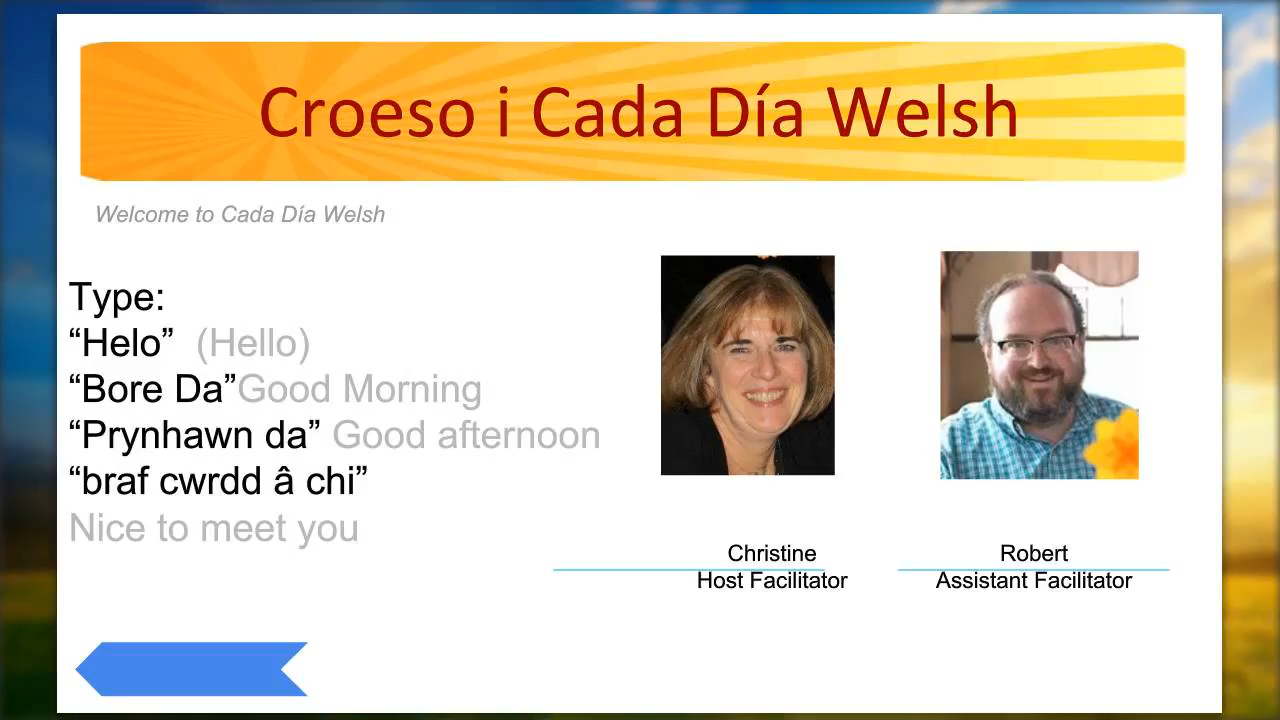 Croeso i Cada Día Welsh
Welcome to Cada Día Welsh
Type:
“Helo” (Hello)
“Bore Da”Good Morning
“Prynhawn da” Good afternoon
“braf cwrdd â chi”
Nice to meet you
Christine
Host Facilitator
Robert
Assistant Facilitator